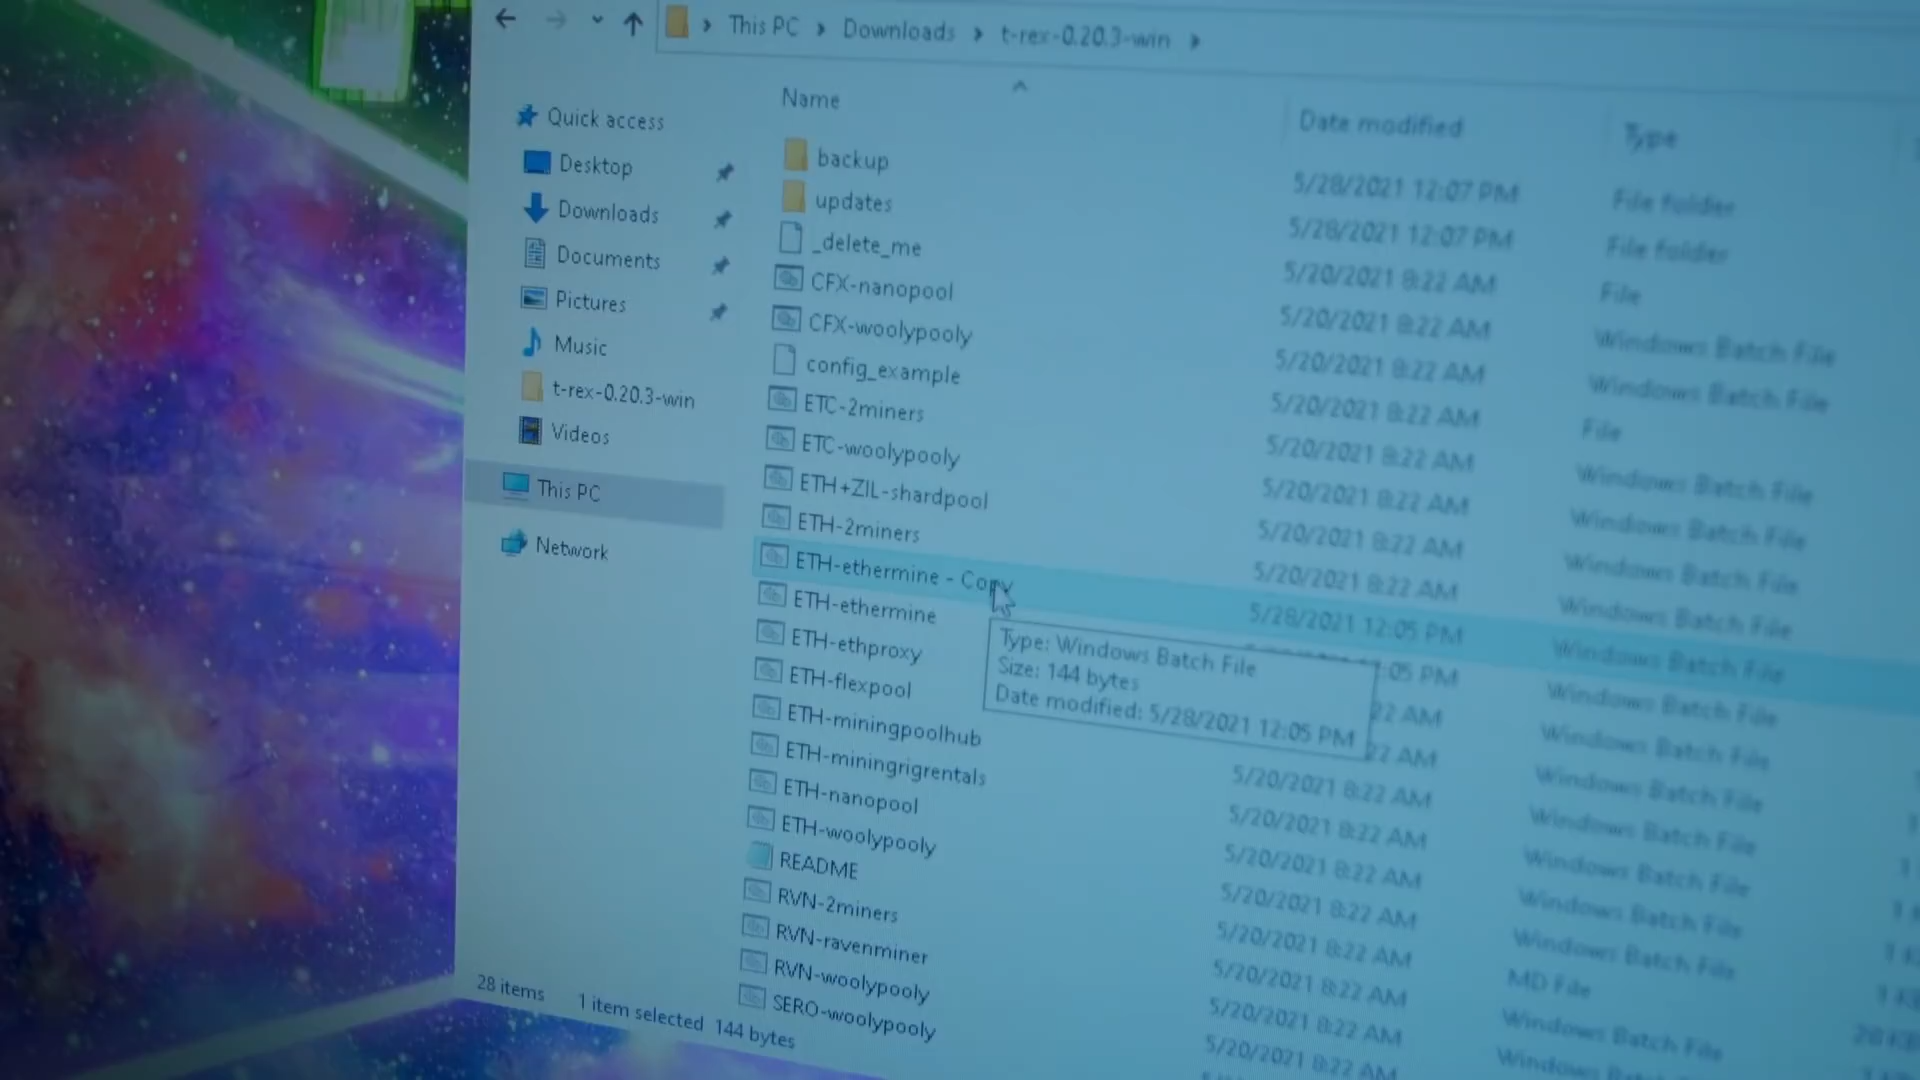 This PC > Downloads > t-rex-0.20.3-win >
Name
Date modified
Type
Quick access
Desktop
Downloads
Documents
Pictures
Music
t-rex-0.20.3-win
Videos
This PC
Network
backup 5/28/2021 12:07 PM File folder
updates 5/28/2021 12:07 PM File folder
_delete_me 5/20/2021 8:22 AM File
CFX-nanopool 5/20/2021 8:22 AM Windows Batch File
CFX-woolypooly 5/20/2021 8:22 AM Windows Batch File
config_example 5/20/2021 8:22 AM File
ETC-2miners 5/20/2021 8:22 AM Windows Batch File
ETC-woolypooly 5/20/2021 8:22 AM Windows Batch File
ETH+ZIL-shardpool 5/20/2021 8:22 AM Windows Batch File
ETH-2miners 5/20/2021 8:22 AM Windows Batch File
ETH-ethermine - Copy 5/28/2021 12:05 PM Windows Batch File
ETH-ethermine :05 PM Windows Batch File
ETH-ethproxy 22 AM Windows Batch File
ETH-flexpool 22 AM Windows Batch File
ETH-miningpoolhub 5/20/2021 8:22 AM Windows Batch File
ETH-miningrigrentals 5/20/2021 8:22 AM Windows Batch File
ETH-nanopool 5/20/2021 8:22 AM Windows Batch File
ETH-woolypooly 5/20/2021 8:22 AM Windows Batch File
README 5/20/2021 8:22 AM MD File
RVN-2miners 5/20/2021 8:22 AM Windows Batch File
RVN-ravenminer 5/20/2021 8:22 AM Windows Batch
RVN-woolypooly 5/20/2021 8:22 AM
SERO-woolypooly
Type: Windows Batch File
Size: 144 bytes
Date modified: 5/28/2021 12:05 PM
28 items 1 item selected 144 bytes